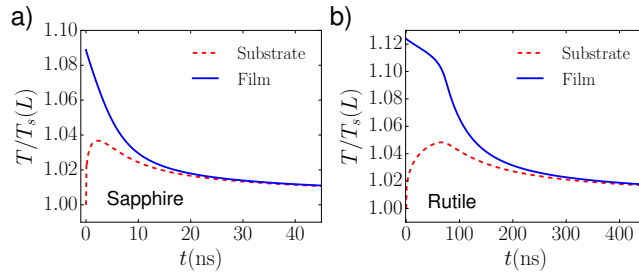 a)
1.10
1.08
1.06
1.04
1.02
1.00
T/T_s(L)
Substrate
Film
Sapphire
0 10 20 30 40
t(ns)
b)
1.12
1.10
1.08
1.06
1.04
1.02
1.00
T/T_s(L)
Substrate
Film
Rutile
0 100 200 300 400
t(ns)